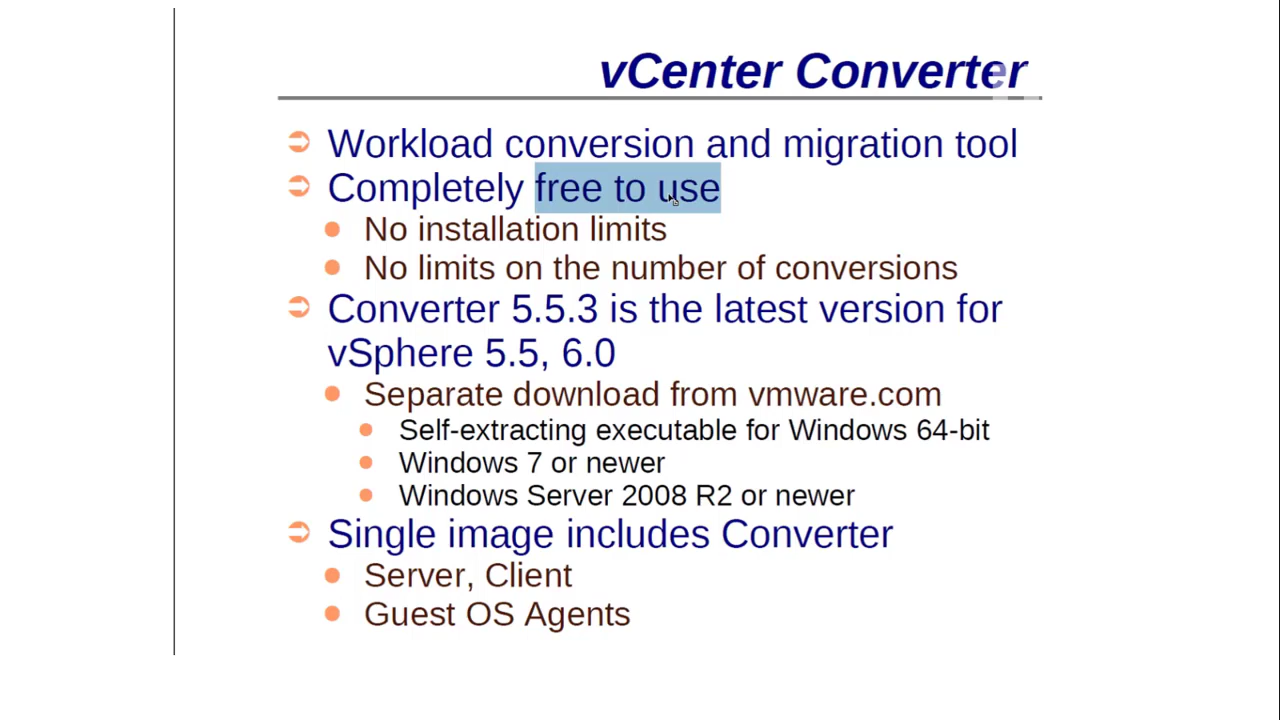 vCenter Converter
Workload conversion and migration tool
Completely free to use
No installation limits
No limits on the number of conversions
Converter 5.5.3 is the latest version for
vSphere 5.5, 6.0
Separate download from vmware.com
Self-extracting executable for Windows 64-bit
Windows 7 or newer
Windows Server 2008 R2 or newer
Single image includes Converter
Server, Client
Guest OS Agents